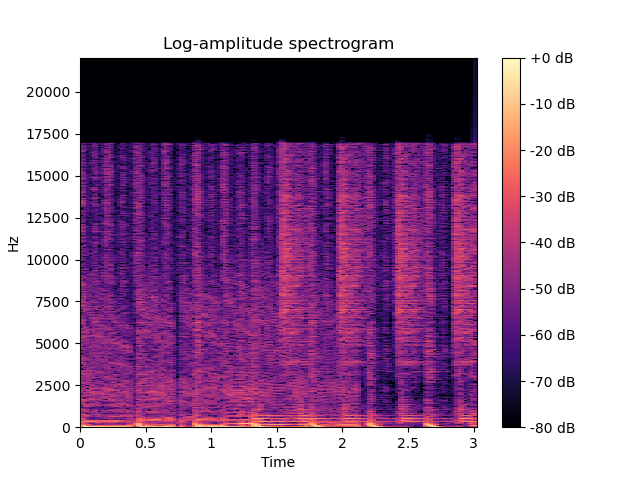 Log-amplitude spectrogram
Hz
20000
17500
15000
12500
10000
7500
5000
2500
0
0 0.5 1 1.5 2 2.5 3
Time
+0 dB
-10 dB
-20 dB
-30 dB
-40 dB
-50 dB
-60 dB
-70 dB
-80 dB